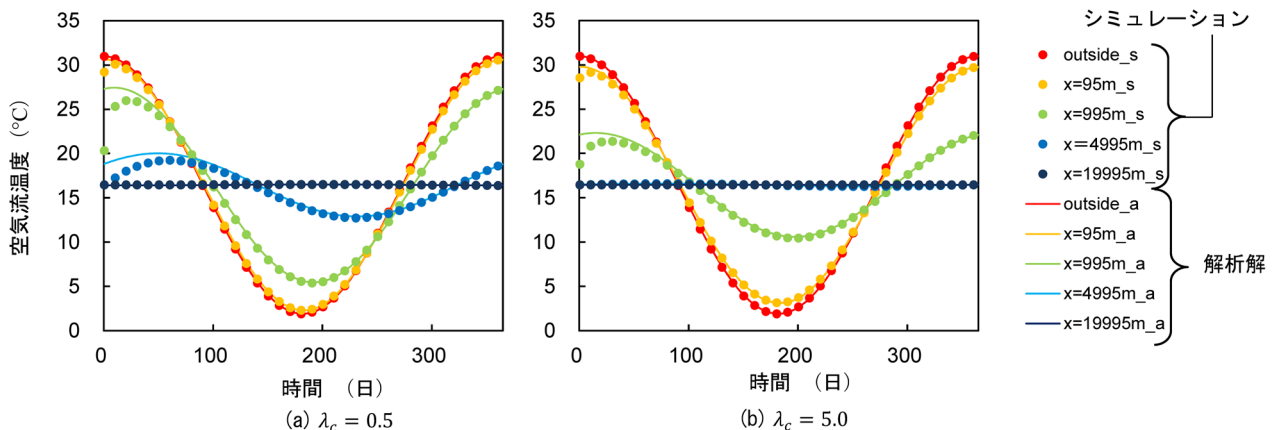 シミュレーション
35
30
25
20
15
10
5
0
空気流温度 (℃)
0 100 200 300
時間 (日)
(a) λc = 0.5
35
30
25
20
15
10
5
0
0 100 200 300
時間 (日)
(b) λc = 5.0
outside_s
x=95m_s
x=995m_s
x=4995m_s
x=19995m_s
outside_a
x=95m_a
x=995m_a
x=4995m_a
x=19995m_a
解析解